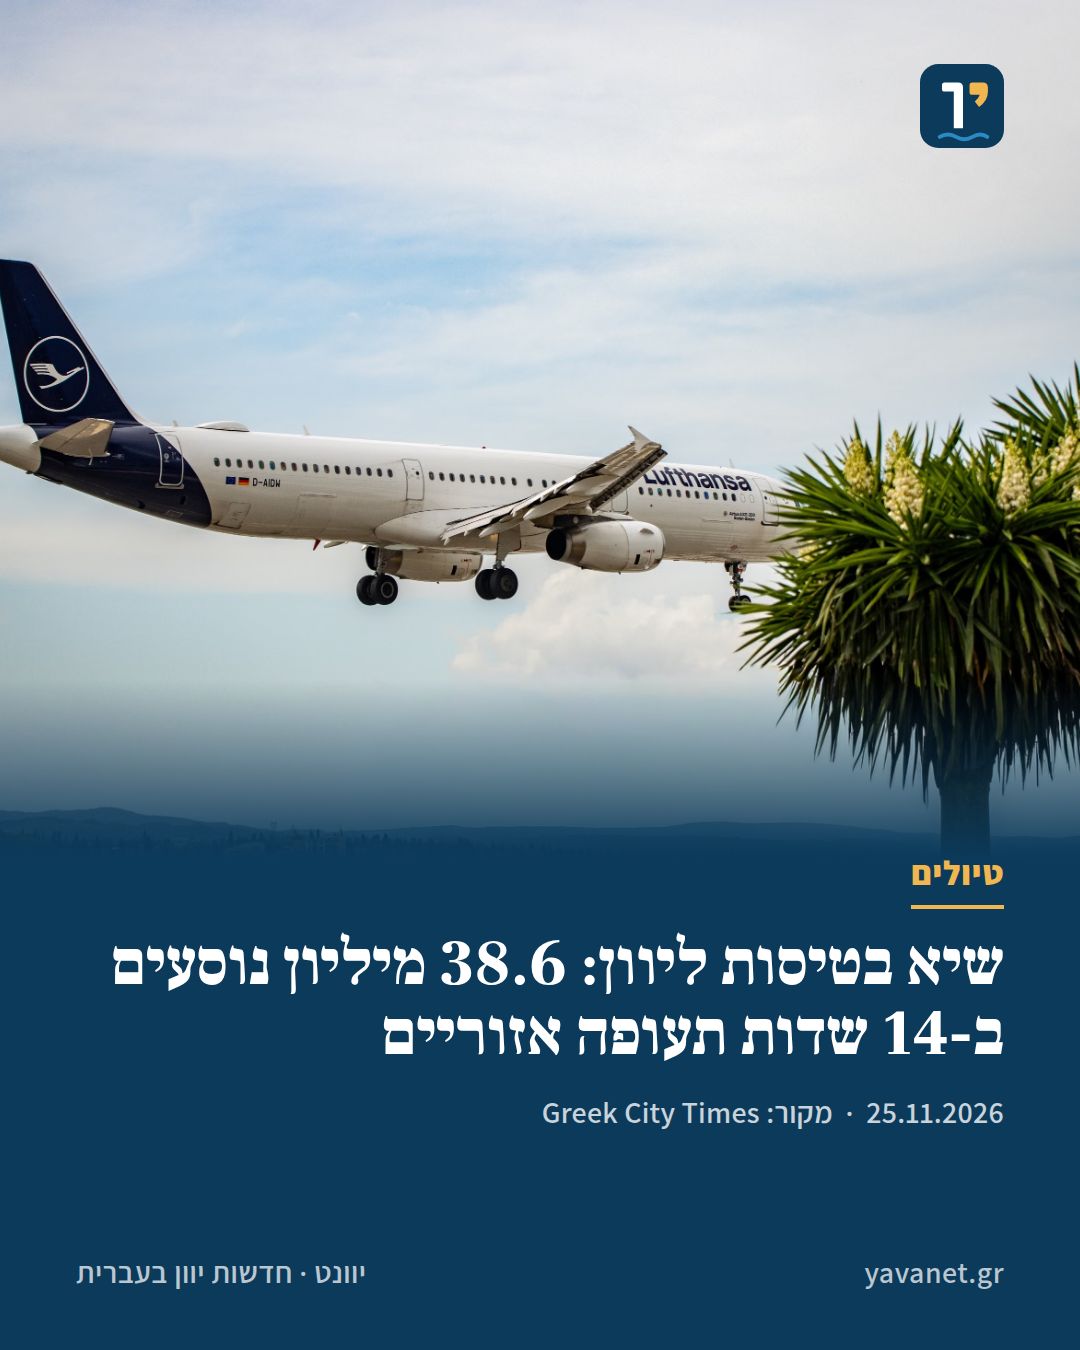 יו
Lufthansa
D-AIDW
טיולים
שיא בטיסות ליוון: 38.6 מיליון נוסעים
ב-14 שדות תעופה אזוריים
25.11.2026 · מקור: Greek City Times
yavanet.gr
יוונט · חדשות יוון בעברית